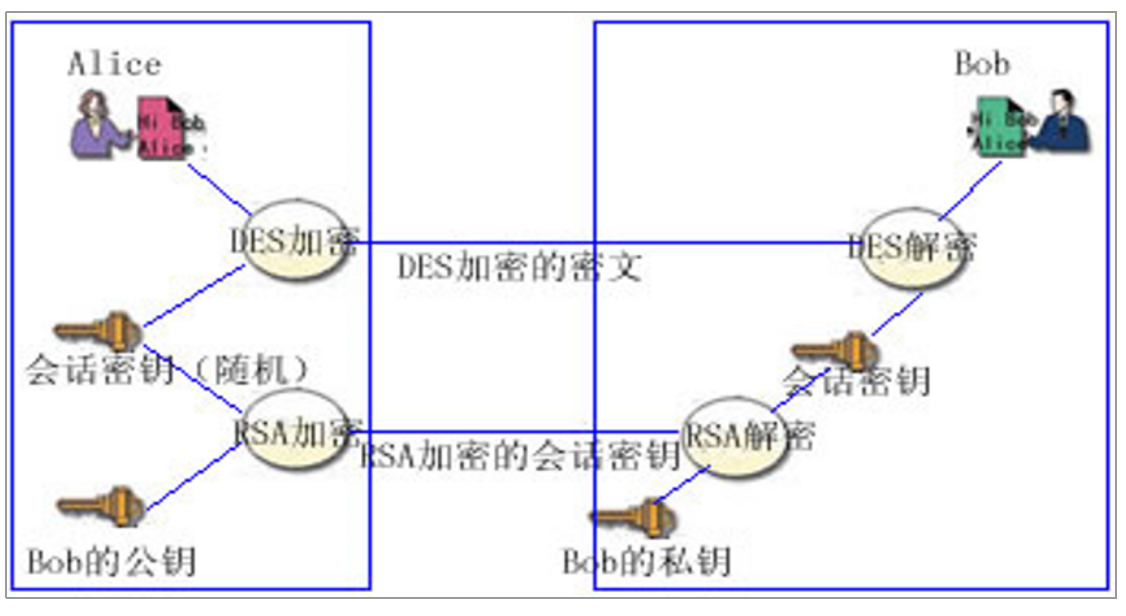 Alice
Bob
Hi Bob
Alice
Hi Bob
Alice
DES加密
DES加密的密文
DES解密
会话密钥（随机）
会话密钥
RSA加密
RSA加密的会话密钥
RSA解密
Bob的公钥
Bob的私钥